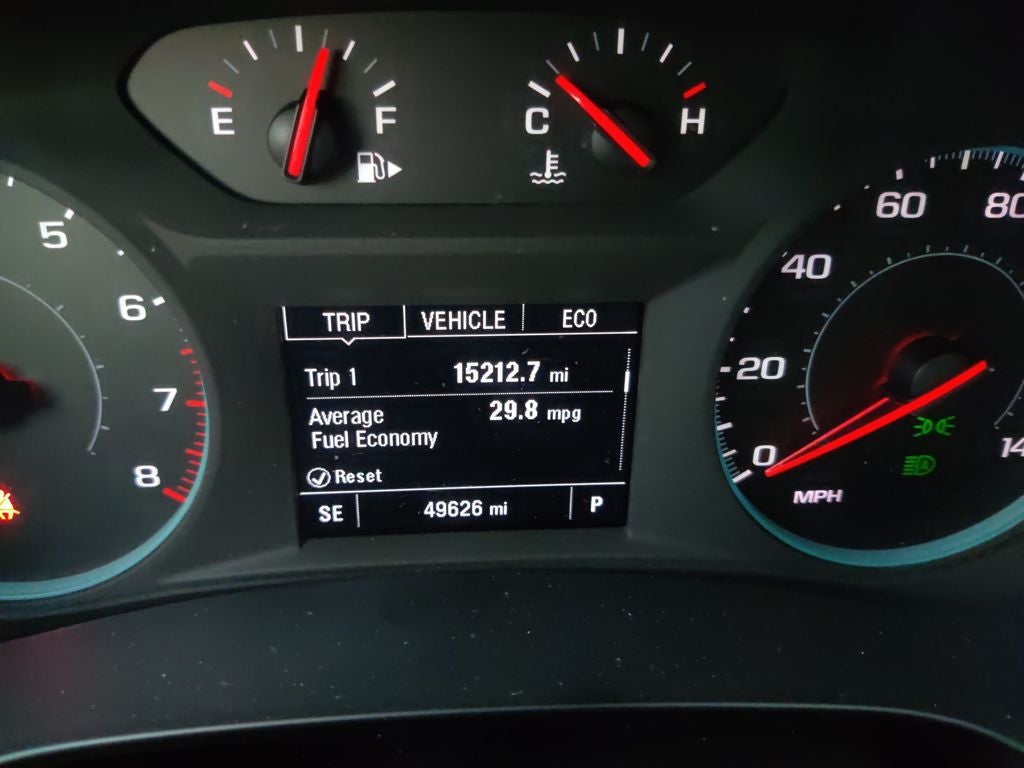 E F
C H
5
6
7
8
TRIP VEHICLE ECO
Trip 1 15212.7 mi
Average 29.8 mpg
Fuel Economy
Reset
SE 49626 mi P
0
20
40
60
80
MPH